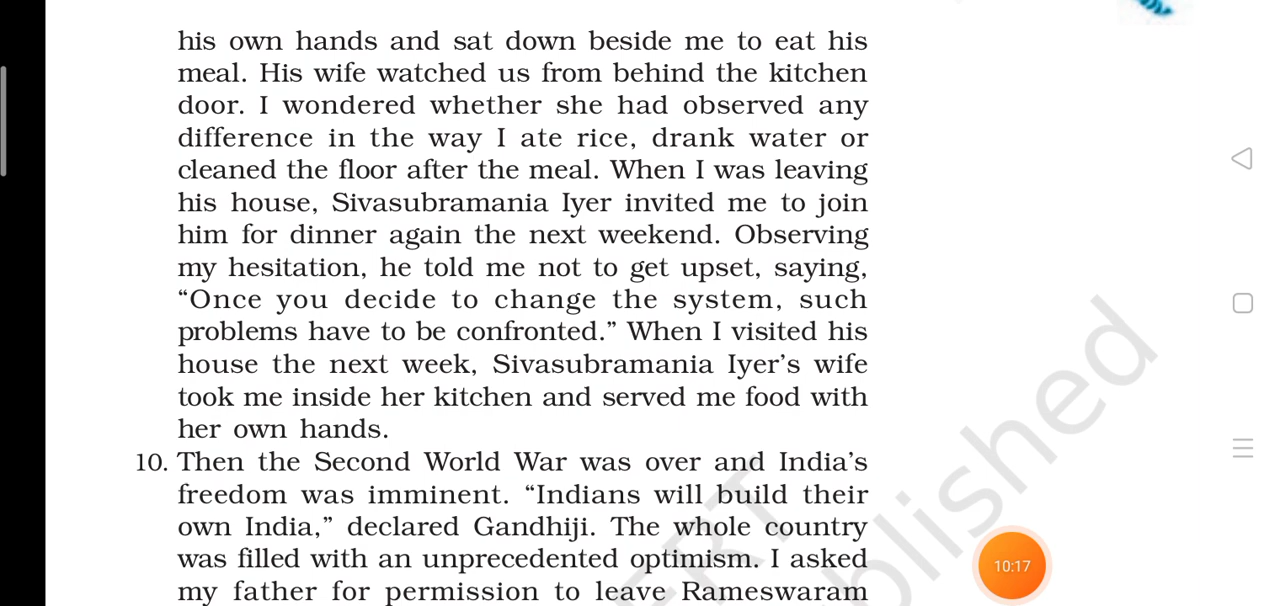 his own hands and sat down beside me to eat his
meal. His wife watched us from behind the kitchen
door. I wondered whether she had observed any
difference in the way I ate rice, drank water or
cleaned the floor after the meal. When I was leaving
his house, Sivasubramania Iyer invited me to join
him for dinner again the next weekend. Observing
my hesitation, he told me not to get upset, saying,
“Once you decide to change the system, such
problems have to be confronted.” When I visited his
house the next week, Sivasubramania Iyer’s wife
took me inside her kitchen and served me food with
her own hands.
10. Then the Second World War was over and India’s
freedom was imminent. “Indians will build their
own India,” declared Gandhiji. The whole country
was filled with an unprecedented optimism. I asked
my father for permission to leave Rameswaram
10:17